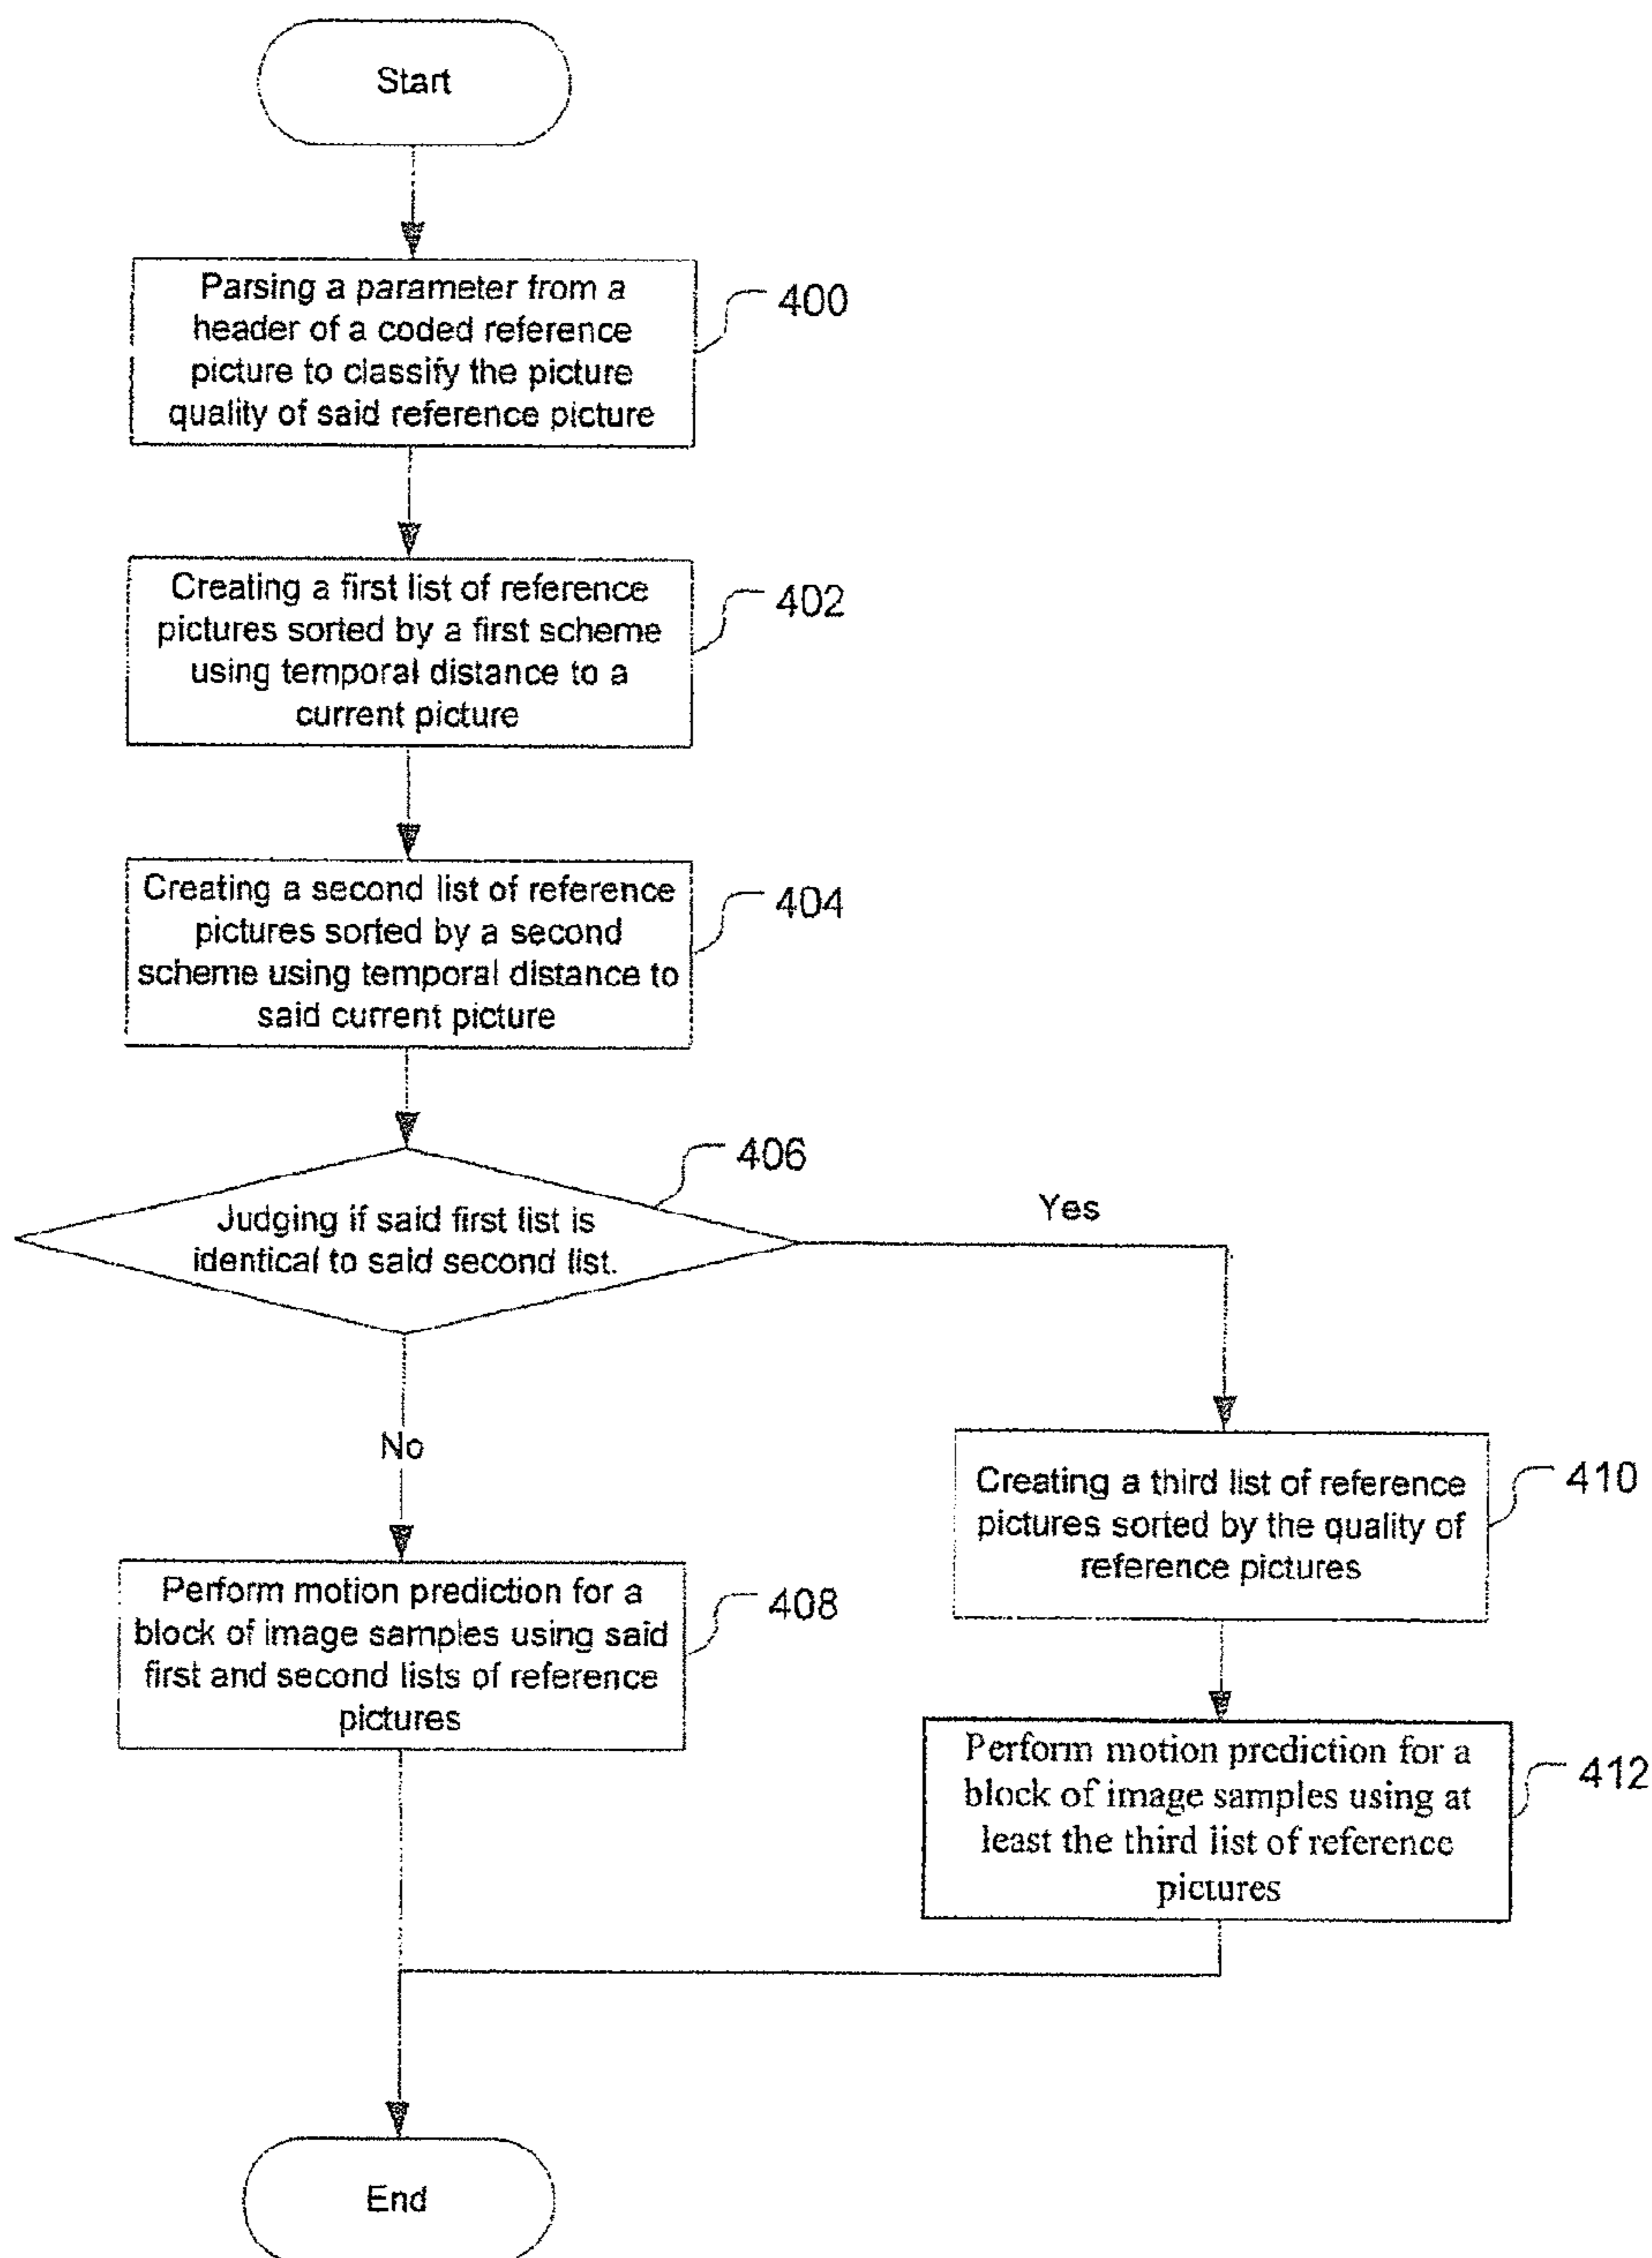 Start
Parsing a parameter from a
header of a coded reference
picture to classify the picture
quality of said reference picture
400
Creating a first list of reference
pictures sorted by a first scheme
using temporal distance to a
current picture
402
Creating a second list of reference
pictures sorted by a second
scheme using temporal distance to
said current picture
404
406
Judging if said first list is
identical to said second list.
Yes
No
Creating a third list of reference
pictures sorted by the quality of
reference pictures
410
Perform motion prediction for a
block of image samples using said
first and second lists of reference
pictures
408
Perform motion prediction for a
block of image samples using at
least the third list of reference
pictures
412
End